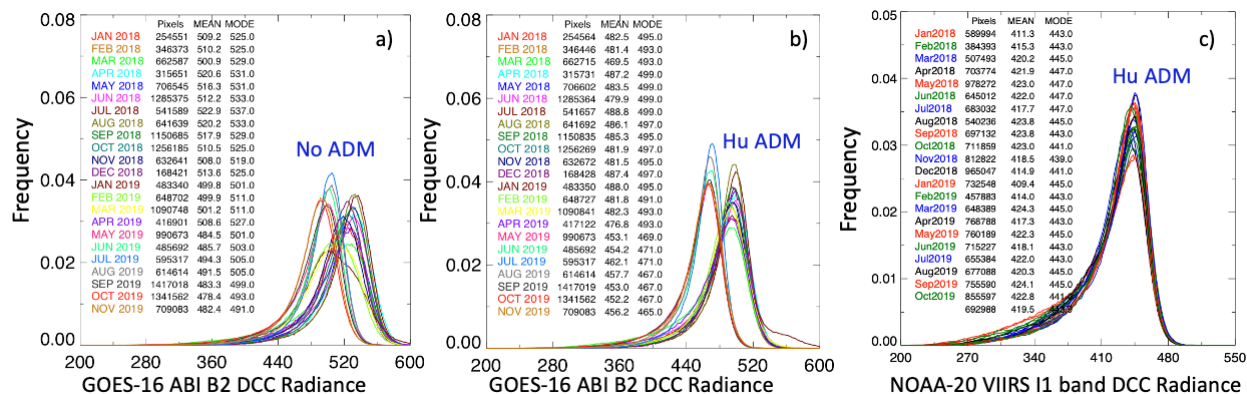 a)
No ADM
Frequency
0.08
0.06
0.04
0.02
0.00
Pixels MEAN MODE
JAN 2018 254551 509.2 525.0
FEB 2018 346373 510.2 525.0
MAR 2018 662587 500.9 529.0
APR 2018 315651 520.6 531.0
MAY 2018 706545 516.3 531.0
JUN 2018 1285375 512.2 533.0
JUL 2018 541589 522.9 537.0
AUG 2018 641639 520.2 533.0
SEP 2018 1150685 517.9 529.0
OCT 2018 1256185 510.5 525.0
NOV 2018 632641 508.0 519.0
DEC 2018 168421 513.6 525.0
JAN 2019 483340 499.8 501.0
FEB 2019 648702 499.9 511.0
MAR 2019 1090748 501.2 511.0
APR 2019 416901 508.6 527.0
MAY 2019 990673 484.5 501.0
JUN 2019 485692 485.7 503.0
JUL 2019 595317 494.3 505.0
AUG 2019 614614 491.5 505.0
SEP 2019 1417018 483.3 499.0
OCT 2019 1341562 478.4 493.0
NOV 2019 709083 482.4 491.0
200 280 360 440 520 600
GOES-16 ABI B2 DCC Radiance
b)
Hu ADM
Frequency
0.08
0.06
0.04
0.02
0.00
Pixels MEAN MODE
JAN 2018 254564 482.5 495.0
FEB 2018 346446 481.4 493.0
MAR 2018 662715 469.5 493.0
APR 2018 315731 487.2 499.0
MAY 2018 706602 483.5 499.0
JUN 2018 1285364 479.9 499.0
JUL 2018 541657 488.8 499.0
AUG 2018 641692 486.1 497.0
SEP 2018 1150835 485.3 495.0
OCT 2018 1256269 481.9 497.0
NOV 2018 632672 481.5 495.0
DEC 2018 168428 487.4 497.0
JAN 2019 483350 488.0 495.0
FEB 2019 648727 481.8 491.0
MAR 2019 1090841 482.3 493.0
APR 2019 417122 476.8 493.0
MAY 2019 990673 453.1 469.0
JUN 2019 485692 454.2 471.0
JUL 2019 595317 462.1 471.0
AUG 2019 614614 457.7 467.0
SEP 2019 1417019 453.0 467.0
OCT 2019 1341562 452.2 467.0
NOV 2019 709083 456.2 465.0
200 280 360 440 520 600
GOES-16 ABI B2 DCC Radiance
c)
Hu ADM
Frequency
0.05
0.04
0.03
0.02
0.01
0.00
Pixels MEAN MODE
Jan2018 589994 411.3 443.0
Feb2018 384393 415.3 443.0
Mar2018 507493 420.2 445.0
Apr2018 703774 421.9 447.0
May2018 978272 423.0 447.0
Jun2018 645012 422.0 447.0
Jul2018 683032 417.7 447.0
Aug2018 540236 423.8 445.0
Sep2018 697132 423.8 443.0
Oct2018 711859 423.0 441.0
Nov2018 812822 418.5 439.0
Dec2018 965047 414.9 441.0
Jan2019 732548 409.4 445.0
Feb2019 457883 414.0 443.0
Mar2019 648389 424.3 445.0
Apr2019 768788 417.3 443.0
May2019 760189 422.3 445.0
Jun2019 715227 418.1 443.0
Jul2019 655384 422.0 443.0
Aug2019 677088 420.3 445.0
Sep2019 755590 424.1 445.0
Oct2019 855597 422.8
692988 419.5
200 270 340 410 480 550
NOAA-20 VIIRS I1 band DCC Radiance